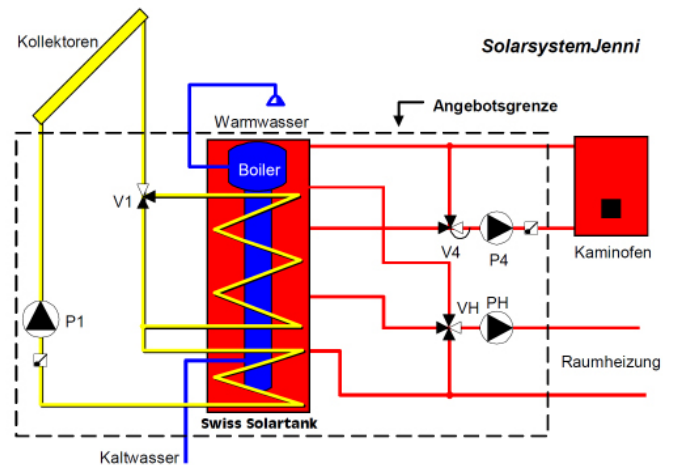 Kollektoren
SolarsystemJenni
Angebotsgrenze
Warmwasser
Boiler
V1
V4
P4
Kaminofen
P1
VH
PH
Raumheizung
Swiss Solartank
Kaltwasser